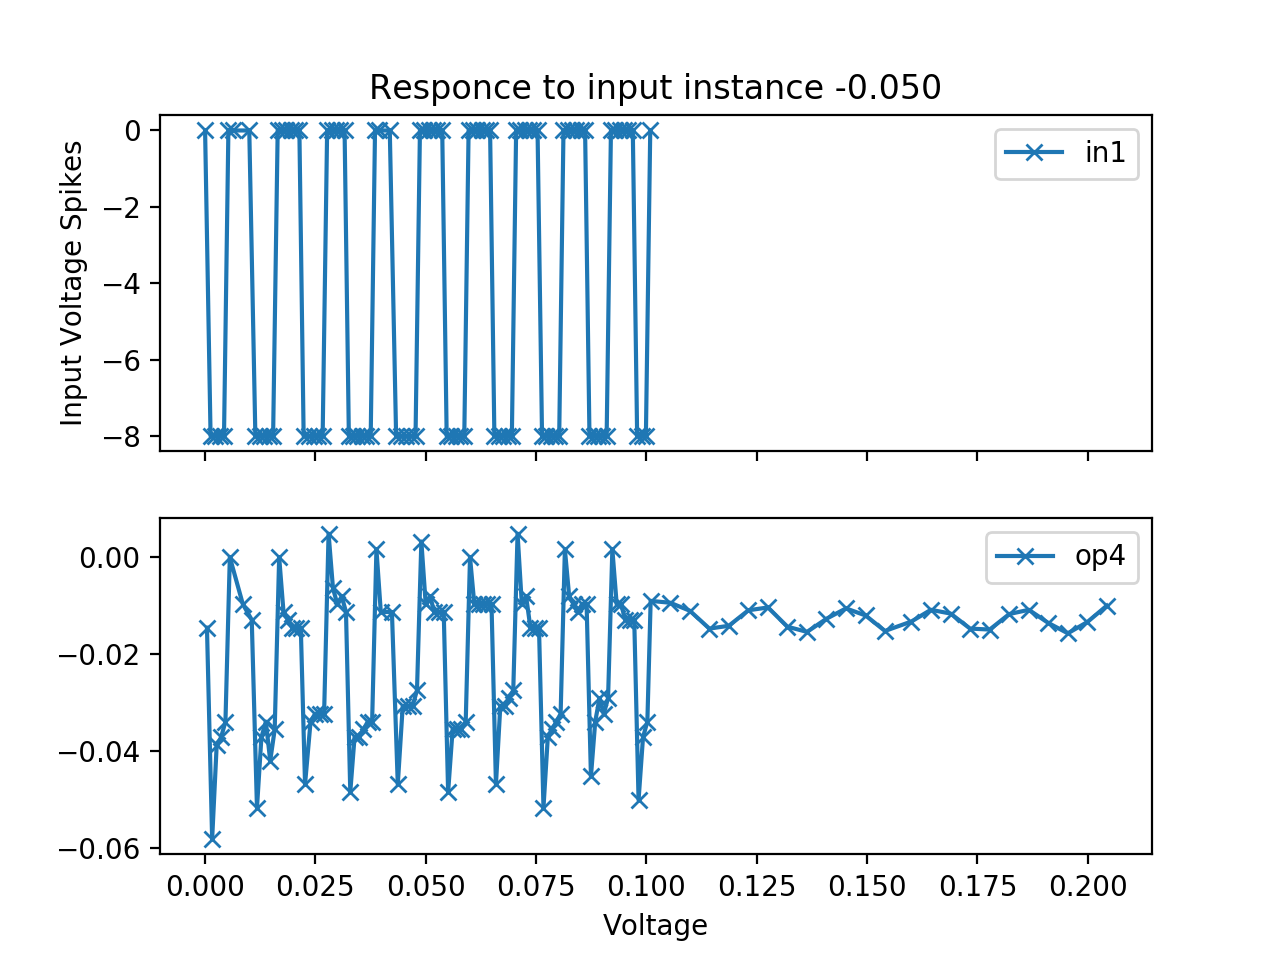 Responce to input instance -0.050
Input Voltage Spikes
0
−2
−4
−6
−8
in1
0.00
−0.02
−0.04
−0.06
op4
0.000 0.025 0.050 0.075 0.100 0.125 0.150 0.175 0.200
Voltage